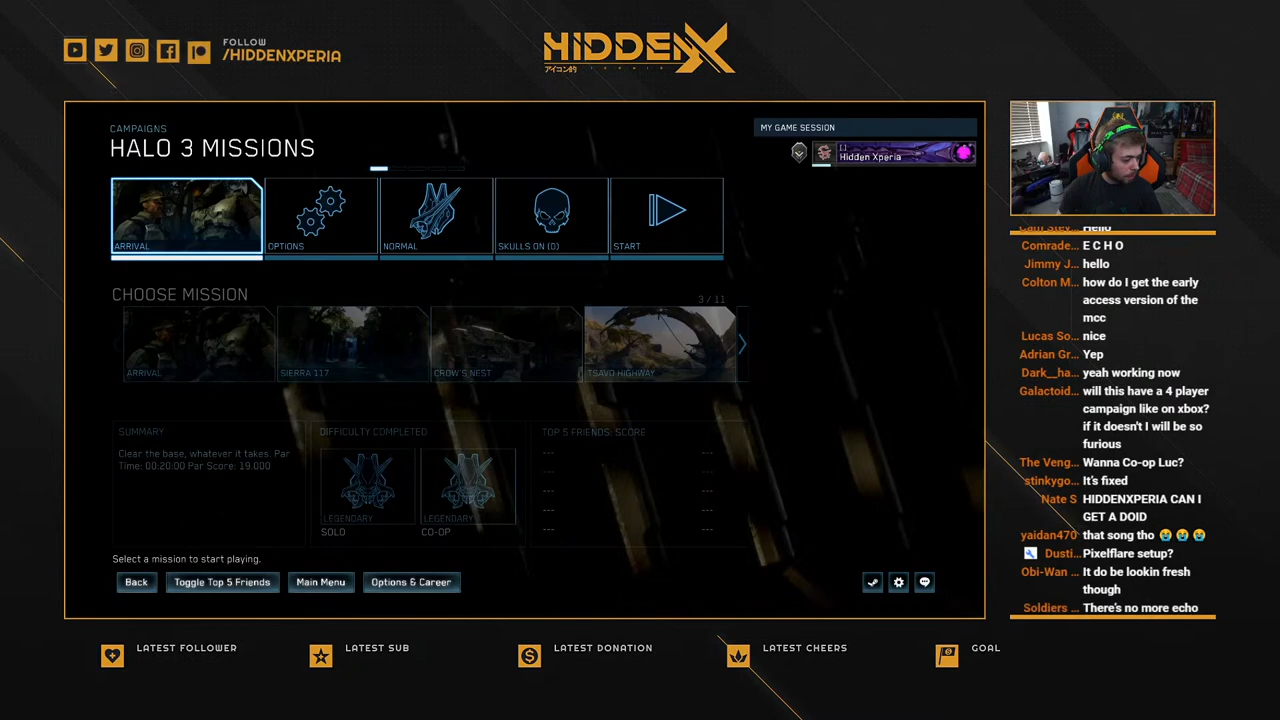 FOLLOW
/HIDDENXPERIA
HIDDENX
アイコン的
CAMPAIGNS
HALO 3 MISSIONS
MY GAME SESSION
[.]
Hidden Xperia
ARRIVAL
OPTIONS
NORMAL
SKULLS ON (0)
START
CHOOSE MISSION
3 / 11
ARRIVAL
SIERRA 117
CROW'S NEST
TSAVO HIGHWAY
SUMMARY
Clear the base, whatever it takes. Par
Time: 00:20:00 Par Score: 19,000
DIFFICULTY COMPLETED
LEGENDARY
LEGENDARY
SOLO
CO-OP
TOP 5 FRIENDS: SCORE
--- ---
--- ---
--- ---
--- ---
--- ---
Select a mission to start playing.
Back
Toggle Top 5 Friends
Main Menu
Options & Career
Cam Stev... Hello
Comrade... E C H O
Jimmy J... hello
Colton M... how do I get the early
access version of the
mcc
Lucas So... nice
Adrian Gr... Yep
Dark__ha... yeah working now
Galactoid... will this have a 4 player
campaign like on xbox?
if it doesn't I will be so
furious
The Veng... Wanna Co-op Luc?
stinkygo... It's fixed
Nate S HIDDENXPERIA CAN I
GET A DOID
yaidan470 that song tho 😭 😭 😭
Dusti... Pixelflare setup?
Obi-Wan ... It do be lookin fresh
though
Soldiers ... There's no more echo
LATEST FOLLOWER
LATEST SUB
LATEST DONATION
LATEST CHEERS
GOAL